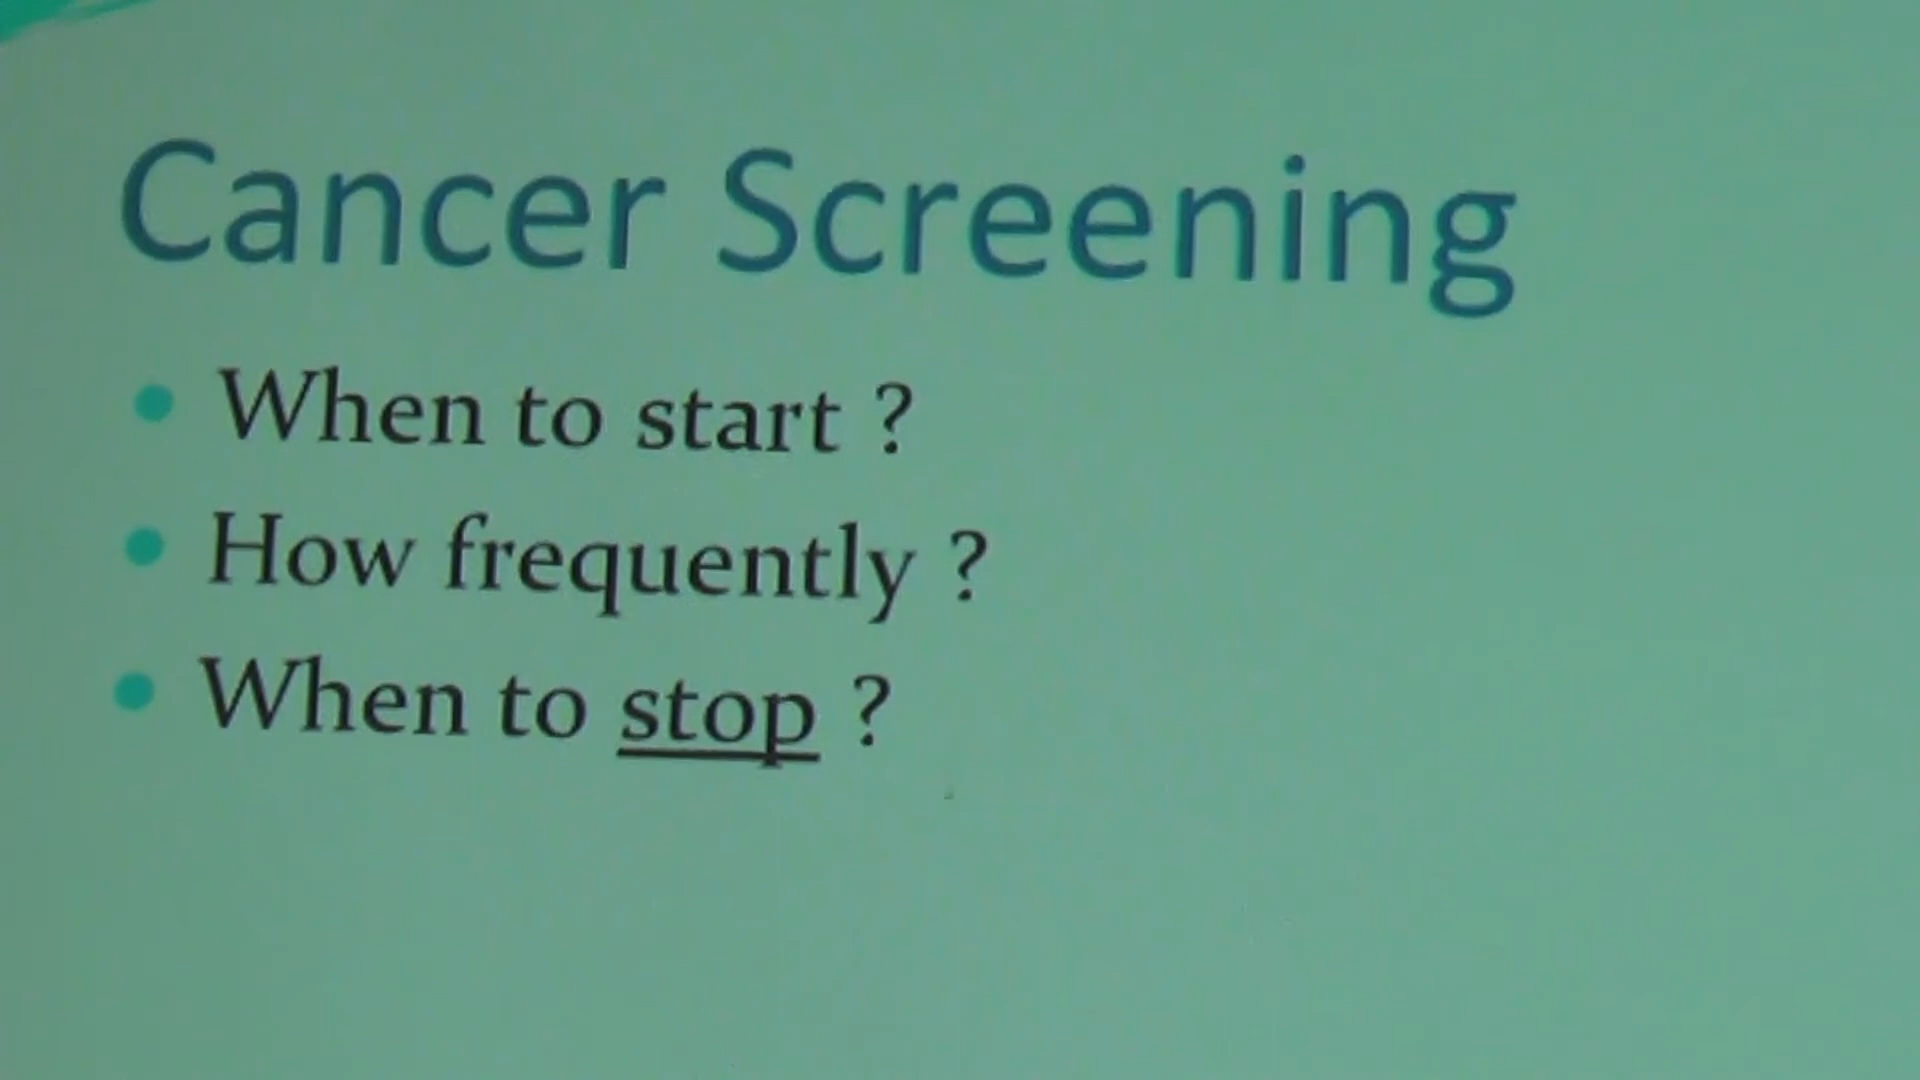 Cancer Screening
When to start ?
How frequently ?
When to stop ?